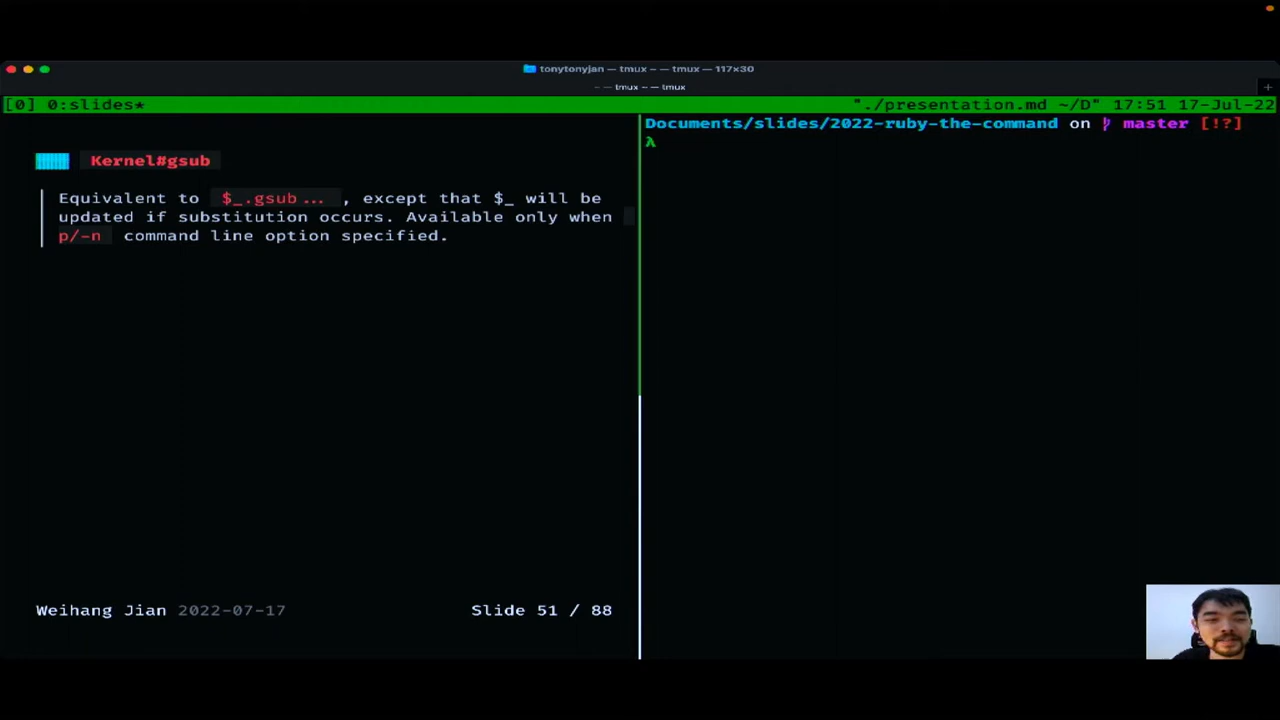 tonytonyjan — tmux - — tmux — 117×30
~ — tmux ~ — tmux
+
[0] 0:slides* "./presentation.md ~/D" 17:51 17-Jul-22
Kernel#gsub
Equivalent to $_.gsub... , except that $_ will be
updated if substitution occurs. Available only when
p/-n command line option specified.
Weihang Jian 2022-07-17 Slide 51 / 88
Documents/slides/2022-ruby-the-command on master [!?]
λ